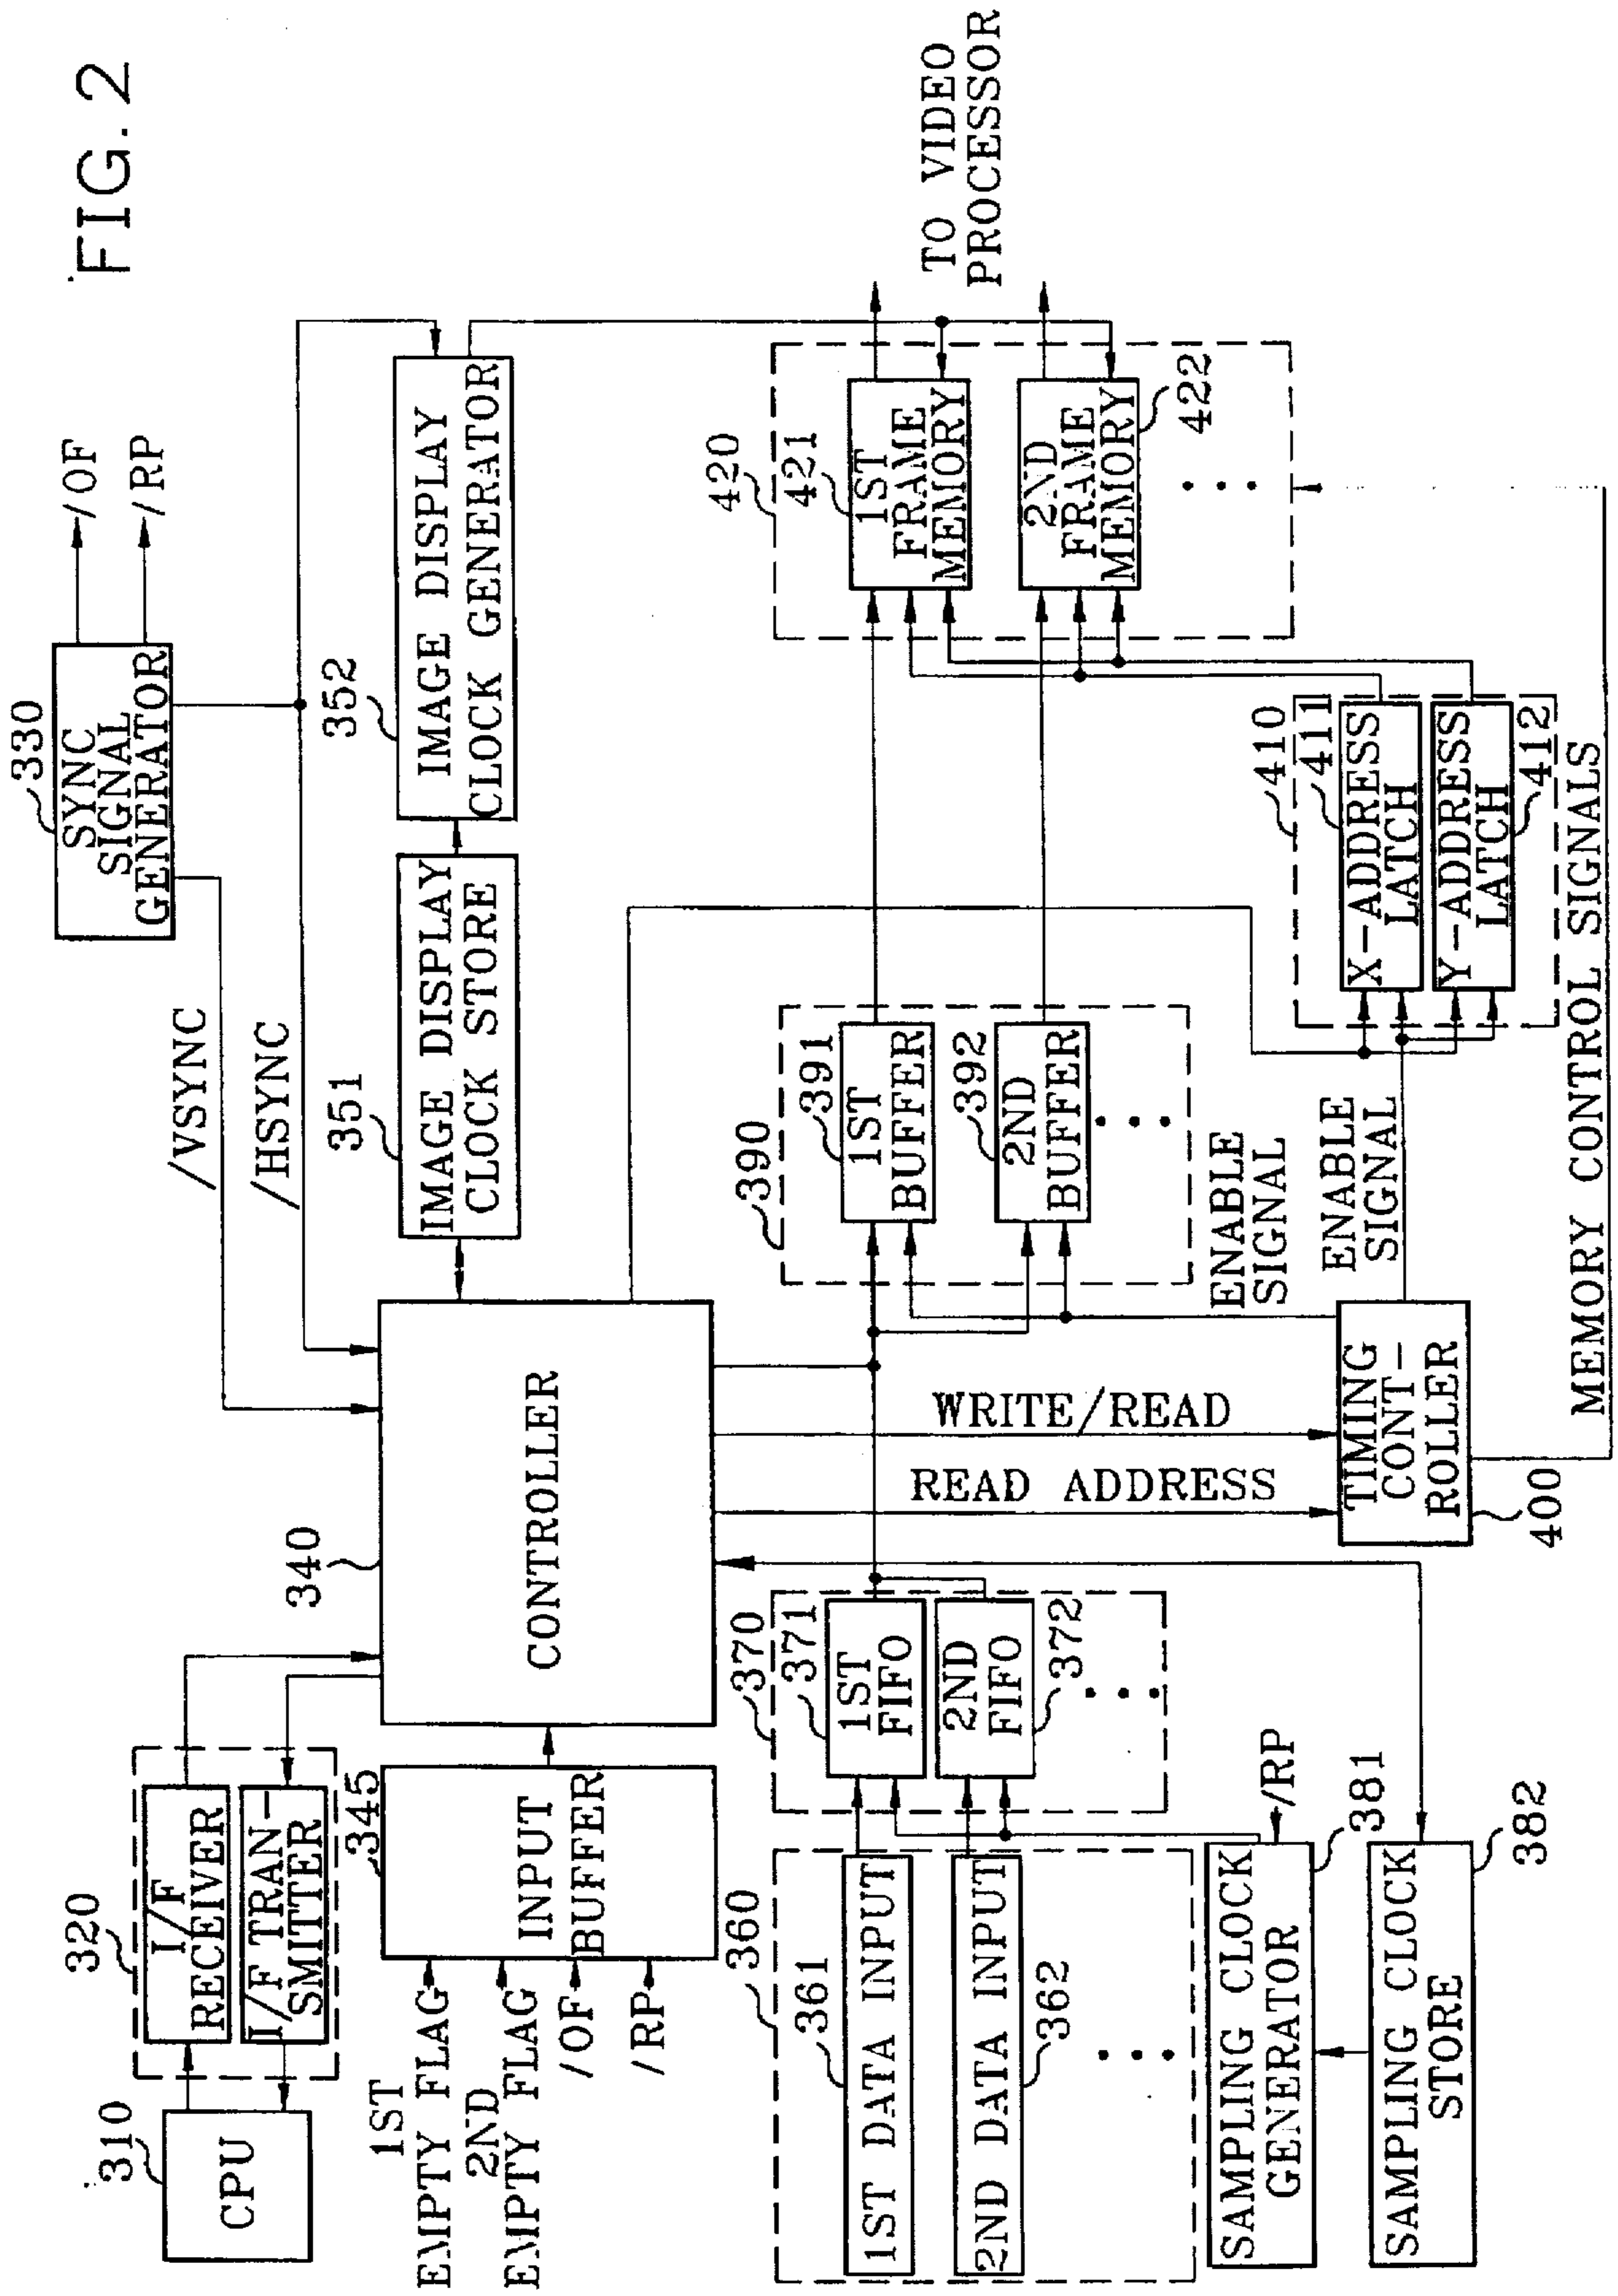 FIG. 2
330
SYNC
SIGNAL
GENERATOR
/OF
/RP
/VSYNC
/HSYNC
310
CPU
320
I/F
RECEIVER
I/F TRAN-
SMITTER
345
INPUT
BUFFER
1ST
EMPTY FLAG
2ND
EMPTY FLAG
/OF
/RP
340
CONTROLLER
351
IMAGE DISPLAY
CLOCK STORE
352
IMAGE DISPLAY
CLOCK GENERATOR
360
361
1ST DATA INPUT
2ND DATA INPUT
362
370
371
1ST
FIFO
2ND
FIFO
372
390
391
1ST
BUFFER
392
2ND
BUFFER
420
421
1ST
FRAME
MEMORY
2ND
FRAME
MEMORY
422
TO VIDEO
PROCESSOR
WRITE/READ
READ ADDRESS
ENABLE
SIGNAL
ENABLE
SIGNAL
/RP
SAMPLING CLOCK
GENERATOR
381
SAMPLING CLOCK
STORE
382
TIMING
CONT-
ROLLER
400
410
411
X-ADDRESS
LATCH
Y-ADDRESS
LATCH
412
MEMORY CONTROL SIGNALS